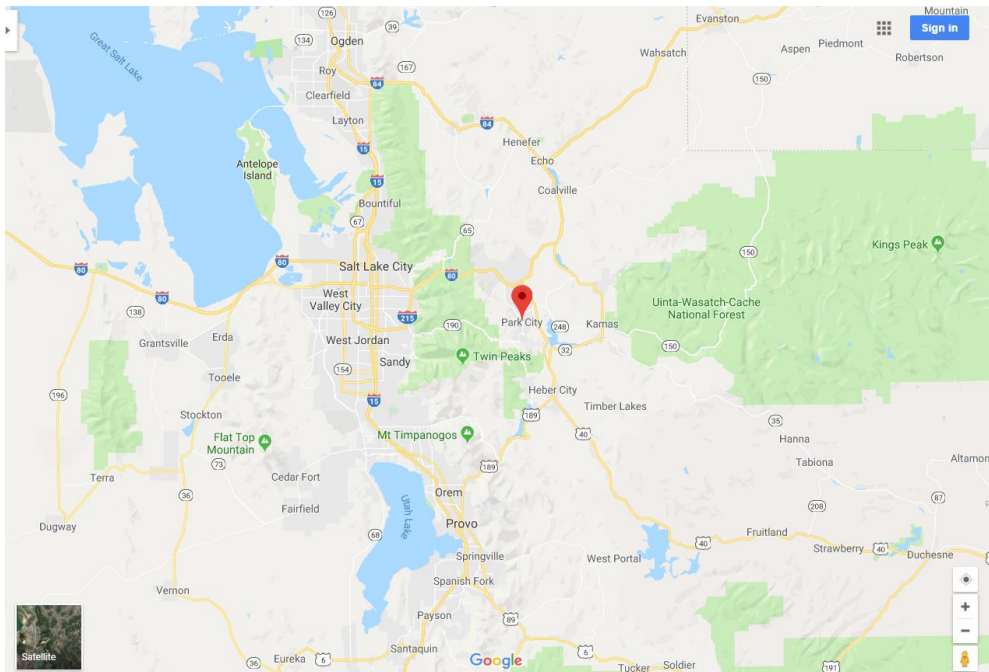 Mountain
126
Evanston
39
Sign in
134
Ogden
Piedmont
Aspen
Wahsatch
Robertson
Great Salt Lake
167
Roy
150
84
Clearfield
Layton
84
Henefer
15
Echo
Antelope
Island
15
Coalville
Bountiful
67
65
Kings Peak
150
80
Salt Lake City
80
80
West
Valley City
80
Uinta-Wasatch-Cache
National Forest
138
215
190
Park City
248
Kamas
Erda
Grantsville
West Jordan
150
32
Twin Peaks
Sandy
154
Tooele
Heber City
196
15
Timber Lakes
Stockton
189
35
Flat Top
Mountain
Mt Timpanogos
40
Hanna
73
189
Tabiona
Altamon
Terra
Cedar Fort
36
Orem
87
Utah Lake
Fairfield
208
Dugway
Provo
68
Fruitland
40
Strawberry
40
Duchesne
Springville
West Portal
Spanish Fork
Vernon
Payson
89
Satellite
Santaquin
Google
6
36
Eureka
6
Tucker
Soldier
191